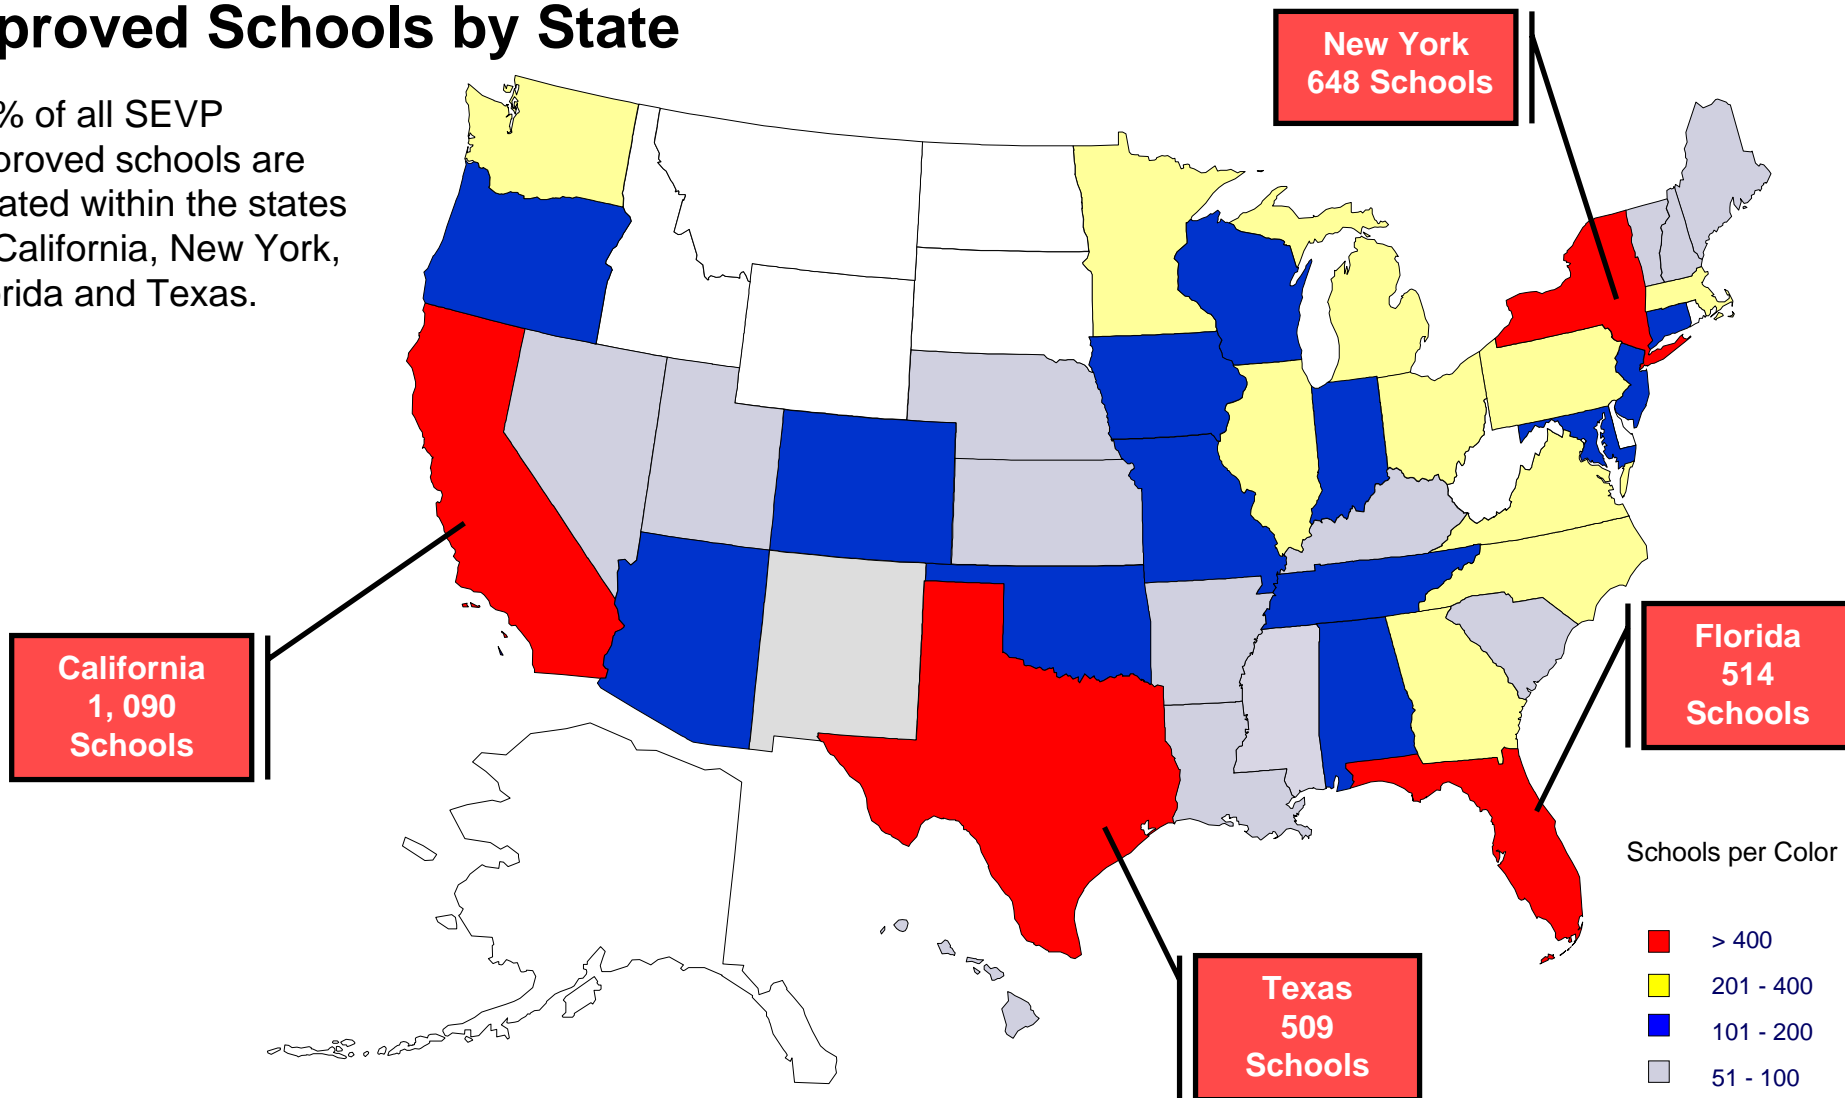 proved Schools by State
% of all SEVP
proved schools are
ated within the states
California, New York,
rida and Texas.
New York
648 Schools
California
1, 090
Schools
Florida
514
Schools
Texas
509
Schools
Schools per Color
> 400
201 - 400
101 - 200
51 - 100